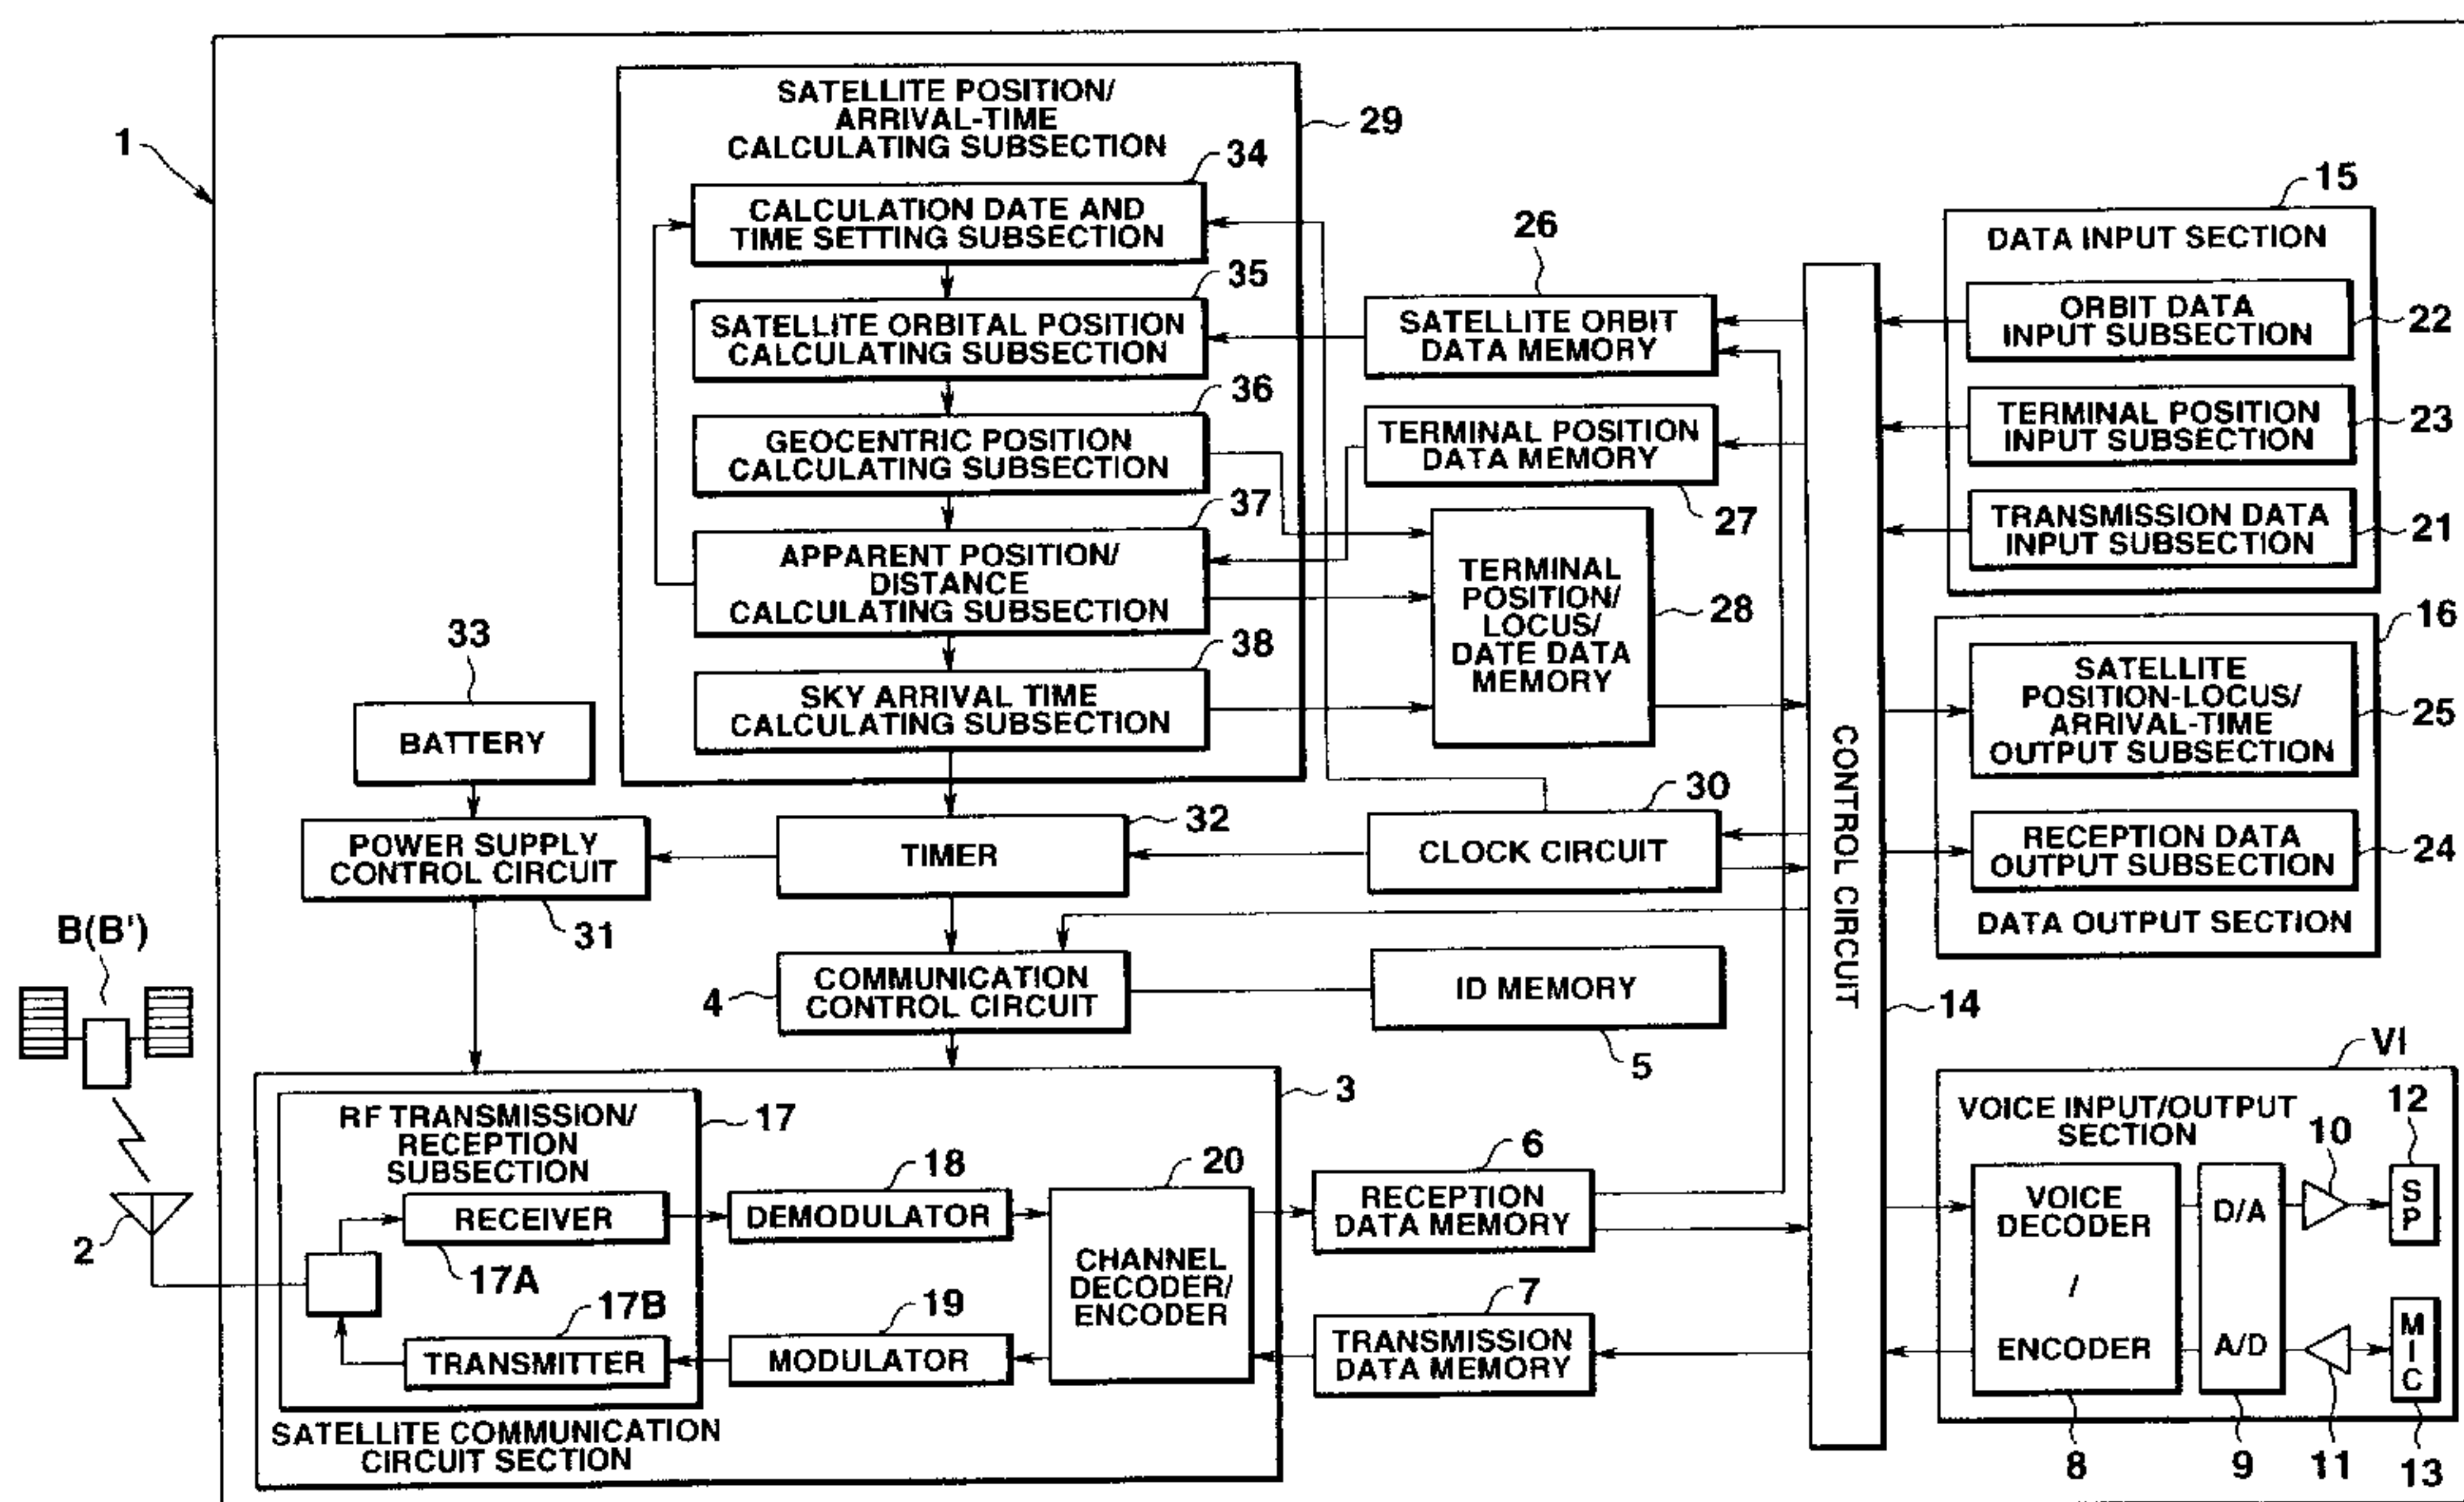 1
SATELLITE POSITION/
ARRIVAL-TIME
CALCULATING SUBSECTION
29
34
CALCULATION DATE AND
TIME SETTING SUBSECTION
35
SATELLITE ORBITAL POSITION
CALCULATING SUBSECTION
36
GEOCENTRIC POSITION
CALCULATING SUBSECTION
37
APPARENT POSITION/
DISTANCE
CALCULATING SUBSECTION
38
SKY ARRIVAL TIME
CALCULATING SUBSECTION
26
SATELLITE ORBIT
DATA MEMORY
TERMINAL POSITION
DATA MEMORY
27
TERMINAL
POSITION/
LOCUS/
DATE DATA
MEMORY
28
15
DATA INPUT SECTION
ORBIT DATA
INPUT SUBSECTION
22
TERMINAL POSITION
INPUT SUBSECTION
23
TRANSMISSION DATA
INPUT SUBSECTION
21
16
SATELLITE
POSITION-LOCUS/
ARRIVAL-TIME
OUTPUT SUBSECTION
25
RECEPTION DATA
OUTPUT SUBSECTION
24
DATA OUTPUT SECTION
CONTROL CIRCUIT
14
33
BATTERY
POWER SUPPLY
CONTROL CIRCUIT
31
32
TIMER
30
CLOCK CIRCUIT
4
COMMUNICATION
CONTROL CIRCUIT
ID MEMORY
5
B(B')
2
3
RF TRANSMISSION/
RECEPTION
SUBSECTION
17
RECEIVER
17A
17B
TRANSMITTER
18
DEMODULATOR
19
MODULATOR
20
CHANNEL
DECODER/
ENCODER
SATELLITE COMMUNICATION
CIRCUIT SECTION
6
RECEPTION
DATA MEMORY
7
TRANSMISSION
DATA MEMORY
VI
VOICE INPUT/OUTPUT
SECTION
VOICE
DECODER
/
ENCODER
8
D/A
A/D
9
10
11
12
SP
MIC
13